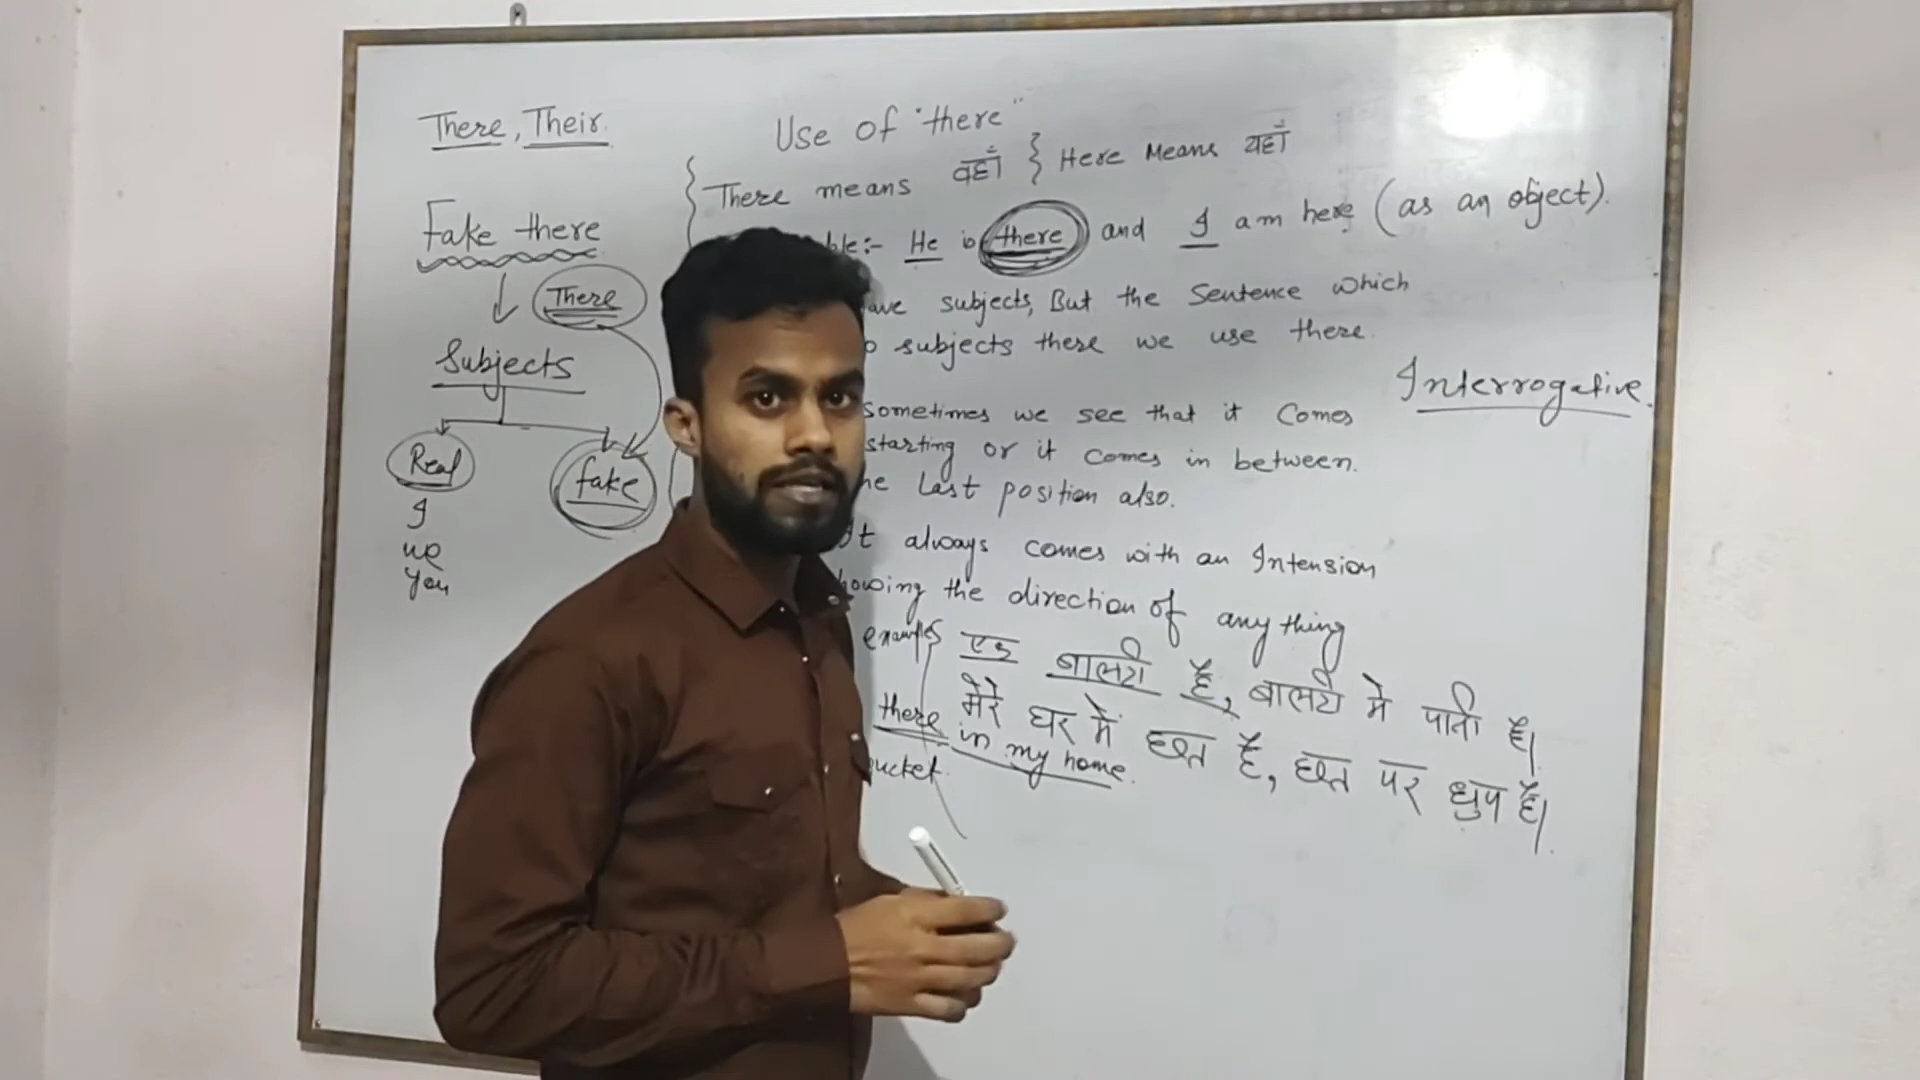 There, Their.
Fake there
There
Subjects
Real
fake
I
we
You
Use of "there"
There means वहाँ } Here Means यहाँ
He is there and I am here (as an object).
subjects, But the Sentence which
subjects there we use there.
Interrogative.
sometimes we see that it Comes
starting or it comes in between.
Last position also.
It always comes with an Intension
the direction of any thing
examples एक बाल्टी है, बाल्टी मे पानी है।
मेरे घर में छत है, छत पर धुप है।
there in my home.